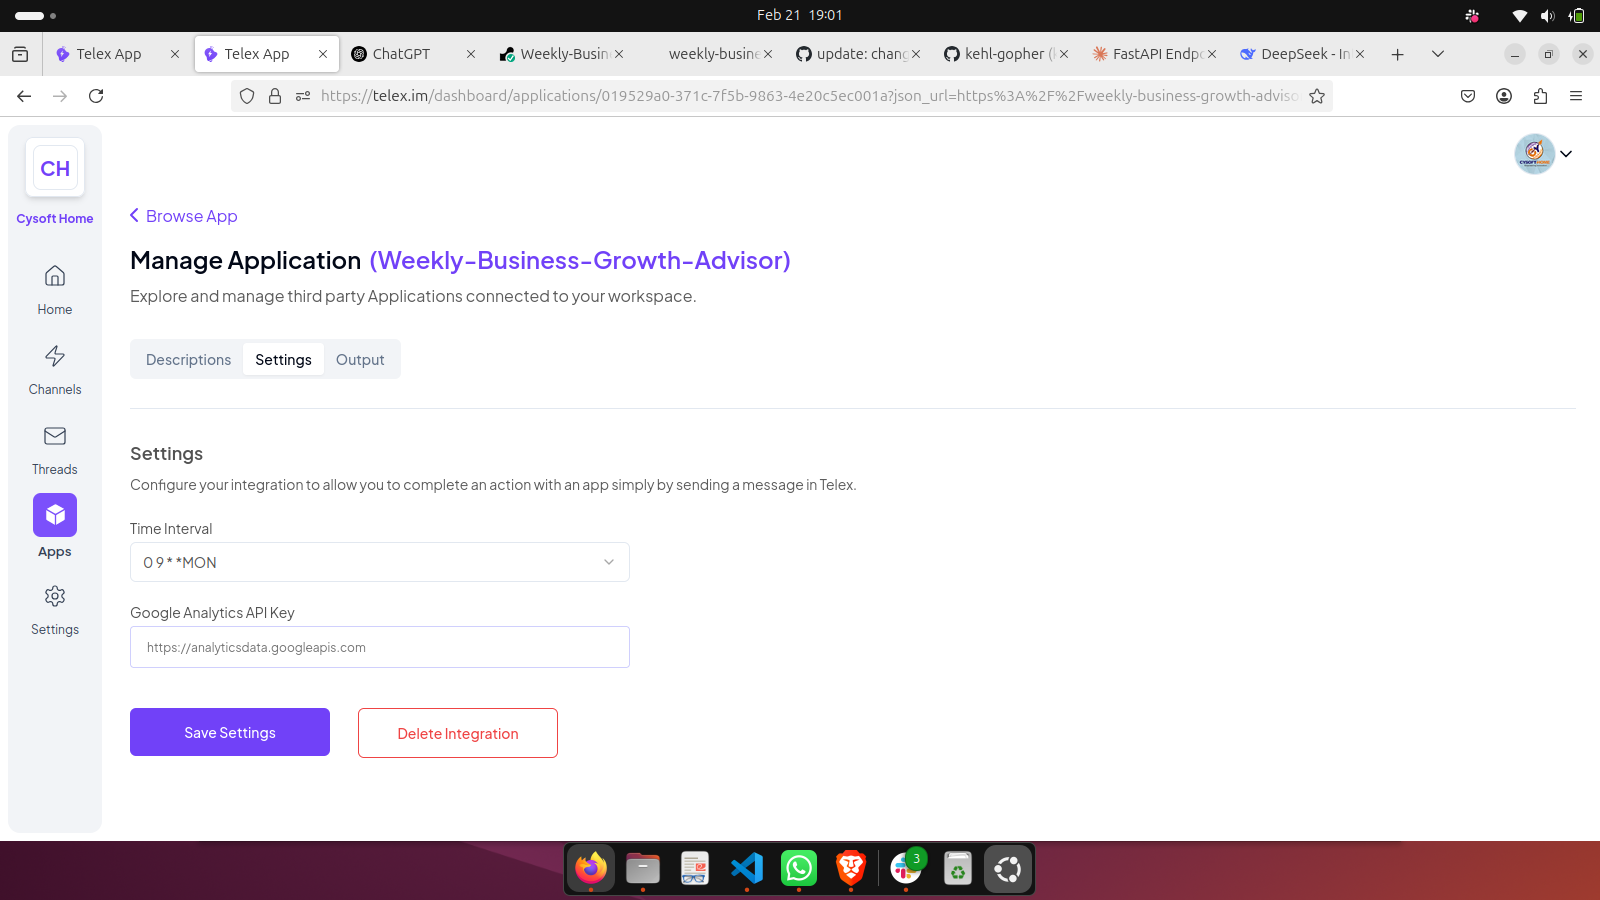 Feb 21 19:01
Telex App
Telex App
ChatGPT
Weekly-Busin
weekly-busine
update: chang
kehl-gopher (
FastAPI Endpo
DeepSeek - In
https://telex.im/dashboard/applications/019529a0-371c-7f5b-9863-4e20c5ec001a?json_url=https%3A%2F%2Fweekly-business-growth-adviso
CH
Cysoft Home
Home
Channels
Threads
Apps
Settings
Browse App
Manage Application (Weekly-Business-Growth-Advisor)
Explore and manage third party Applications connected to your workspace.
Descriptions
Settings
Output
Settings
Configure your integration to allow you to complete an action with an app simply by sending a message in Telex.
Time Interval
0 9 * *MON
Google Analytics API Key
https://analyticsdata.googleapis.com
Save Settings
Delete Integration
3